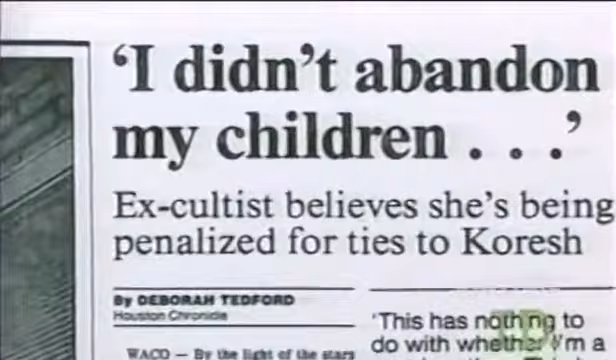 ‘I didn’t abandon
my children . . .’
Ex-cultist believes she’s being
penalized for ties to Koresh
By DEBORAH TEDFORD
Houston Chronicle
WACO — By the light of the stars
‘This has nothing to
do with whether I’m a